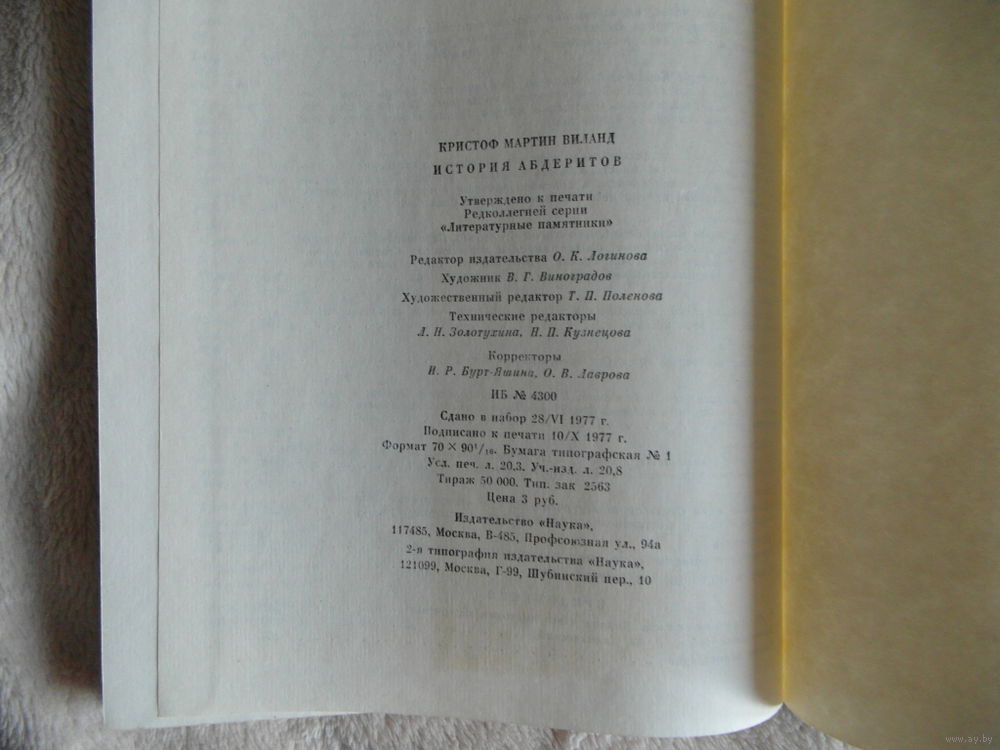 КРИСТОФ МАРТИН ВИЛАНД
ИСТОРИЯ АБДЕРИТОВ
Утверждено к печати
Редколлегией серии
«Литературные памятники»
Редактор издательства О. К. Логинова
Художник В. Г. Виноградов
Художественный редактор Т. П. Поленова
Технические редакторы
Л. Н. Золотухина, Н. П. Кузнецова
Корректоры
И. Р. Бурт-Яшина, О. В. Лаврова
ИБ № 4300
Сдано в набор 28/VI 1977 г.
Подписано к печати 10/X 1977 г.
Формат 70 × 90¹/₁₆. Бумага типографская № 1
Усл. печ. л. 20.3. Уч.-изд. л. 20,8
Тираж 50 000. Тип. зак 2563
Цена 3 руб.
Издательство «Наука»,
117485, Москва, В-485, Профсоюзная ул., 94а
2-я типография издательства «Наука»,
121099, Москва, Г-99, Шубинский пер., 10
www.ay.by